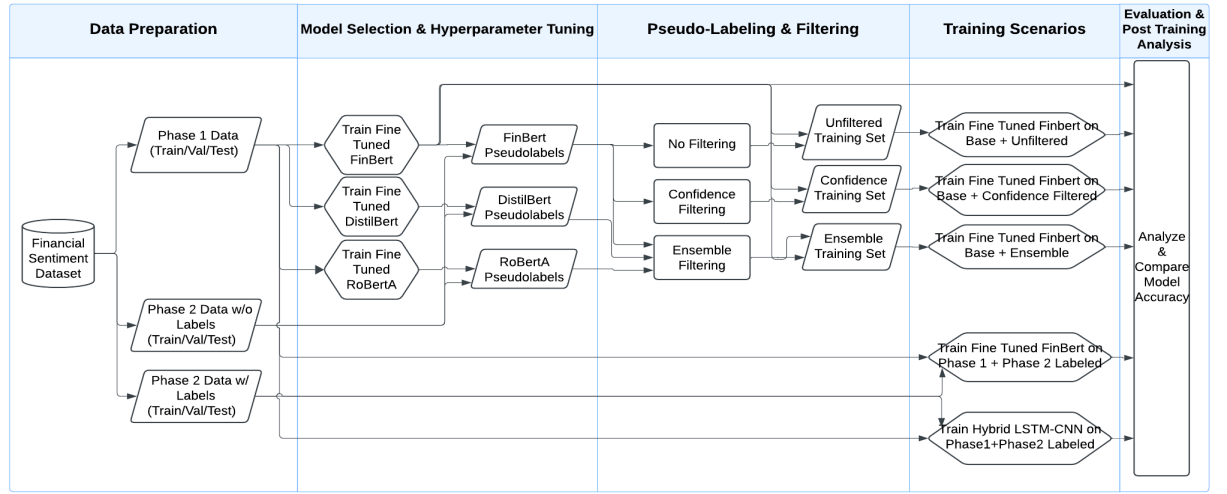 Data Preparation
Model Selection & Hyperparameter Tuning
Pseudo-Labeling & Filtering
Training Scenarios
Evaluation &
Post Training
Analysis
Financial
Sentiment
Dataset
Phase 1 Data
(Train/Val/Test)
Phase 2 Data w/o
Labels
(Train/Val/Test)
Phase 2 Data w/
Labels
(Train/Val/Test)
Train Fine
Tuned
FinBert
Train Fine
Tuned
DistilBert
Train Fine
Tuned
RoBertA
FinBert
Pseudolabels
DistilBert
Pseudolabels
RoBertA
Pseudolabels
No Filtering
Confidence
Filtering
Ensemble
Filtering
Unfiltered
Training Set
Confidence
Training Set
Ensemble
Training Set
Train Fine Tuned Finbert on
Base + Unfiltered
Train Fine Tuned Finbert on
Base + Confidence Filtered
Train Fine Tuned Finbert on
Base + Ensemble
Train Fine Tuned FinBert on
Phase 1 + Phase 2 Labeled
Train Hybrid LSTM-CNN on
Phase1+Phase2 Labeled
Analyze
&
Compare
Model
Accuracy